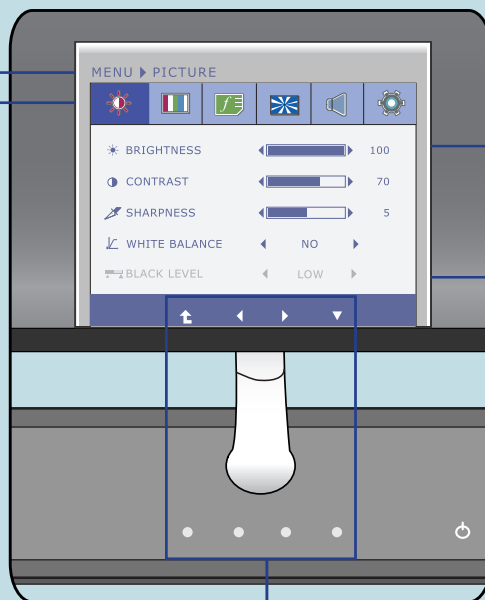 MENU PICTURE
BRIGHTNESS 100
CONTRAST 70
SHARPNESS 5
WHITE BALANCE NO
BLACK LEVEL LOW